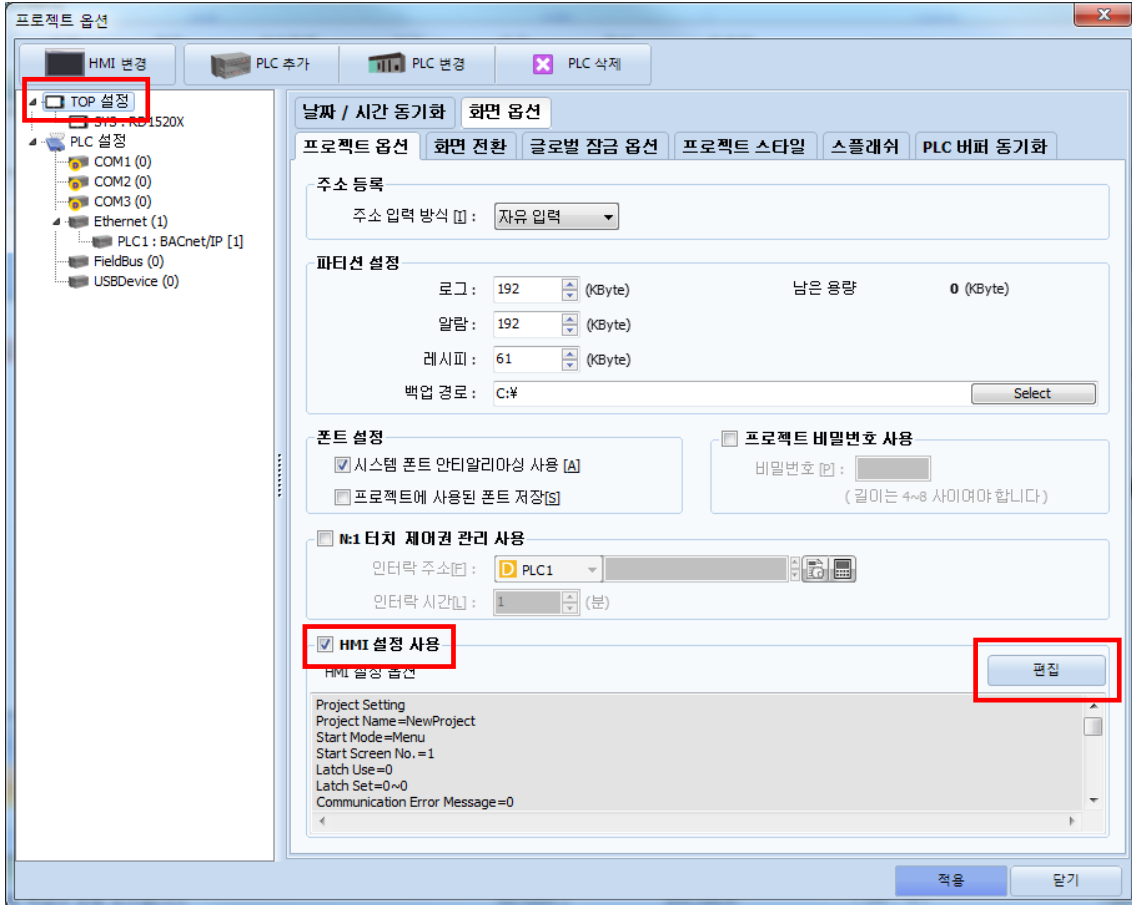 프로젝트 옵션
HMI 변경
PLC 추가
PLC 변경
PLC 삭제
TOP 설정
SYS : RD1520X
PLC 설정
COM1 (0)
COM2 (0)
COM3 (0)
Ethernet (1)
PLC1 : BACnet/IP [1]
FieldBus (0)
USBDevice (0)
날짜 / 시간 동기화
화면 옵션
프로젝트 옵션
화면 전환
글로벌 잠금 옵션
프로젝트 스타일
스플래쉬
PLC 버퍼 동기화
주소 등록
주소 입력 방식 [I] : 자유 입력
파티션 설정
로그 : 192 (KByte) 남은 용량 0 (KByte)
알람 : 192 (KByte)
레시피 : 61 (KByte)
백업 경로 : C:₩ Select
폰트 설정
시스템 폰트 안티알리아싱 사용 [A]
프로젝트에 사용된 폰트 저장[S]
프로젝트 비밀번호 사용
비밀번호 [P] :
( 길이는 4~8 사이여야 합니다 )
N:1 터치 제어권 관리 사용
인터락 주소[F] : D PLC1
인터락 시간[L] : 1 (분)
HMI 설정 사용
HMI 설정 옵션
편집
Project Setting
Project Name=NewProject
Start Mode=Menu
Start Screen No.=1
Latch Use=0
Latch Set=0~0
Communication Error Message=0
적용
닫기